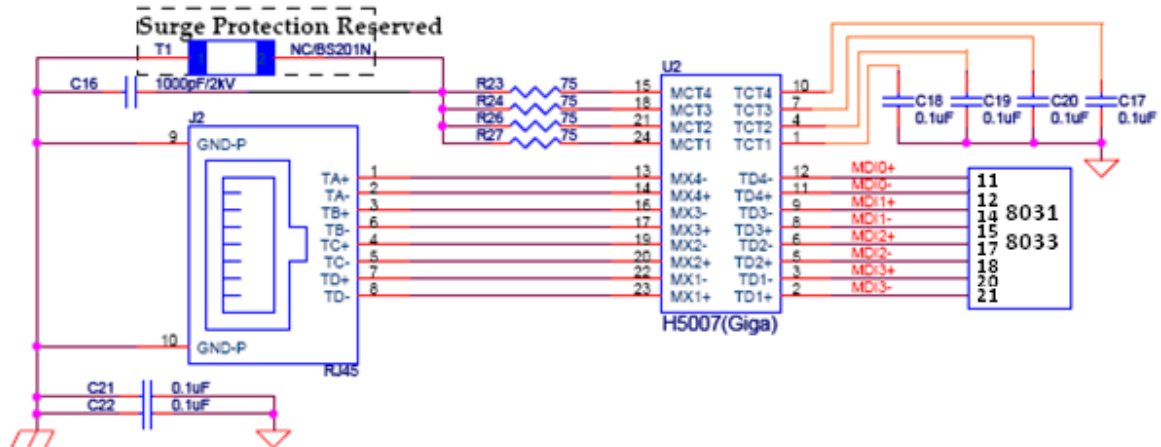 Surge Protection Reserved
T1 1 2 NC/BS201N
C16 1000pF/2kV
R23 75
R24 75
R26 75
R27 75
U2
15 MCT4 TCT4 10
18 MCT3 TCT3 7
21 MCT2 TCT2 4
24 MCT1 TCT1 1
13 MX4- TD4- 12 MDI0+
14 MX4+ TD4+ 11 MDI0-
16 MX3- TD3- 9 MDI1+
17 MX3+ TD3+ 8 MDI1-
19 MX2- TD2- 6 MDI2+
20 MX2+ TD2+ 5 MDI2-
22 MX1- TD1- 3 MDI3+
23 MX1+ TD1+ 2 MDI3-
H5007(Giga)
C18 0.1uF
C19 0.1uF
C20 0.1uF
C17 0.1uF
11
12
14 8031
15
17 8033
18
20
21
J2
9 GND-P
TA+ 1
TA- 2
TB+ 3
TB- 6
TC+ 4
TC- 5
TD+ 7
TD- 8
10 GND-P
RJ45
C21 0.1uF
C22 0.1uF